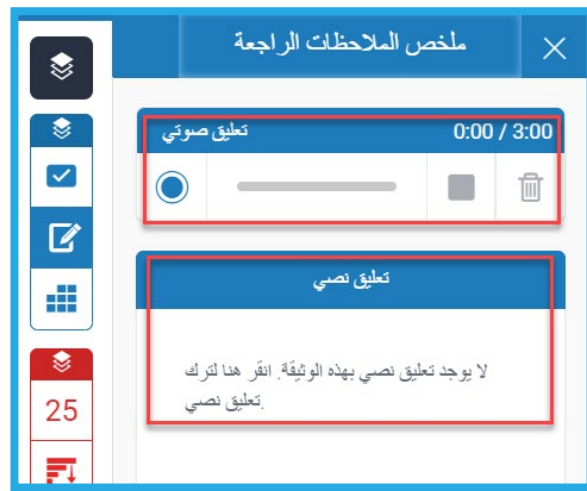 ملخص الملاحظات الراجعة
تعليق صوتي
0:00 / 3:00
تعليق نصي
لا يوجد تعليق نصي بهذه الوثيقة. انقر هنا لترك
.تعليق نصي
25